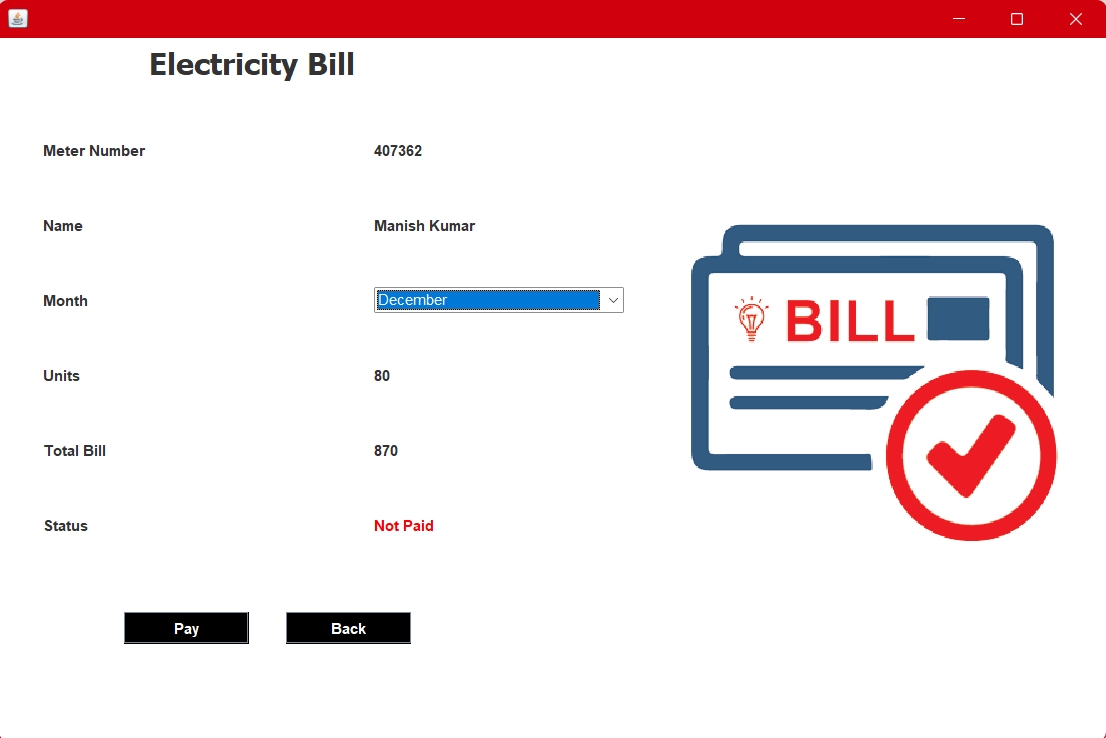 Electricity Bill
Meter Number 407362
Name Manish Kumar
Month December
BILL
Units 80
Total Bill 870
Status Not Paid
Pay Back